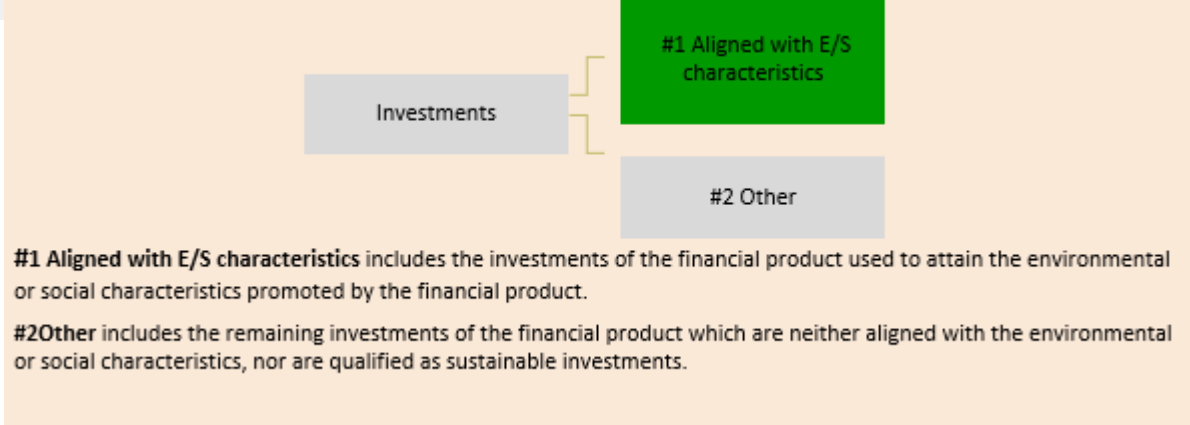 #1 Aligned with E/S
characteristics
Investments
#2 Other
#1 Aligned with E/S characteristics includes the investments of the financial product used to attain the environmental
or social characteristics promoted by the financial product.
#2Other includes the remaining investments of the financial product which are neither aligned with the environmental
or social characteristics, nor are qualified as sustainable investments.